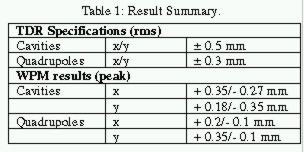 Table 1: Result Summary.
TDR Specifications (rms)
Cavities x/y ± 0.5 mm
Quadrupoles x/y ± 0.3 mm
WPM results (peak)
Cavities x + 0.35/- 0.27 mm
y + 0.18/- 0.35 mm
Quadrupoles x + 0.2/- 0.1 mm
y + 0.35/- 0.1 mm